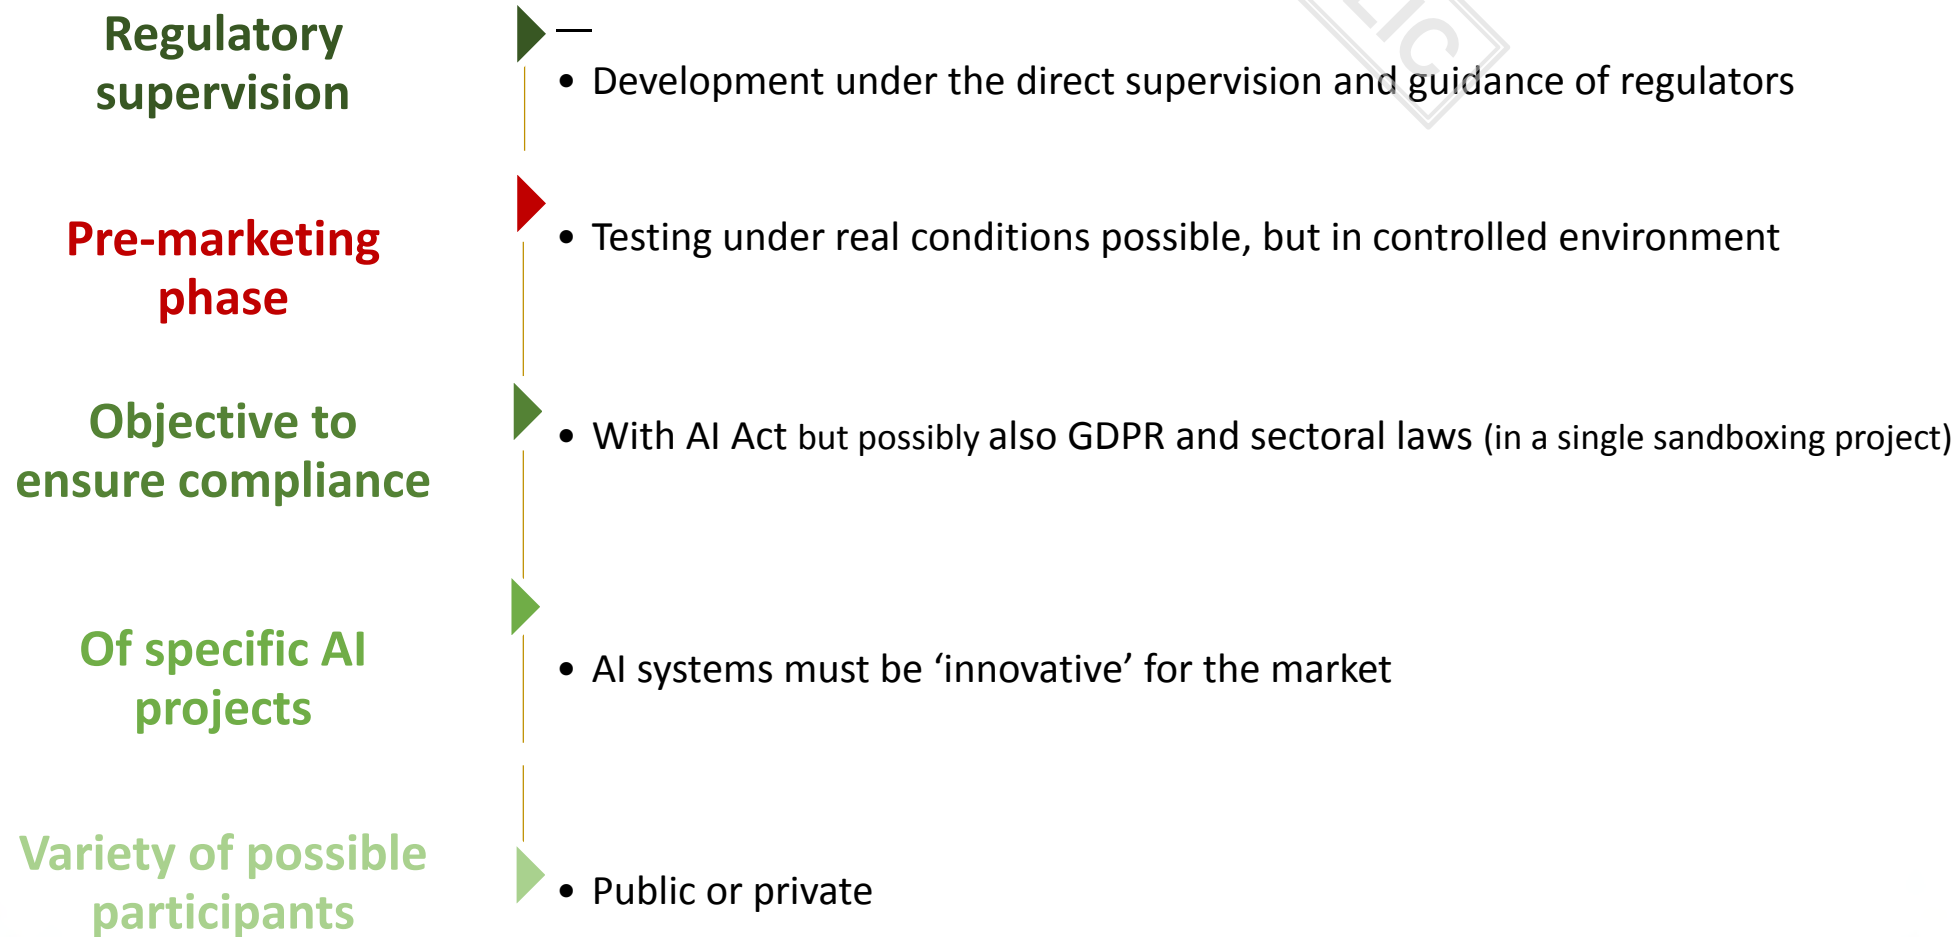 Regulatory
supervision
• Development under the direct supervision and guidance of regulators
Pre-marketing
phase
• Testing under real conditions possible, but in controlled environment
Objective to
ensure compliance
• With AI Act but possibly also GDPR and sectoral laws (in a single sandboxing project)
Of specific AI
projects
• AI systems must be ‘innovative’ for the market
Variety of possible
participants
• Public or private